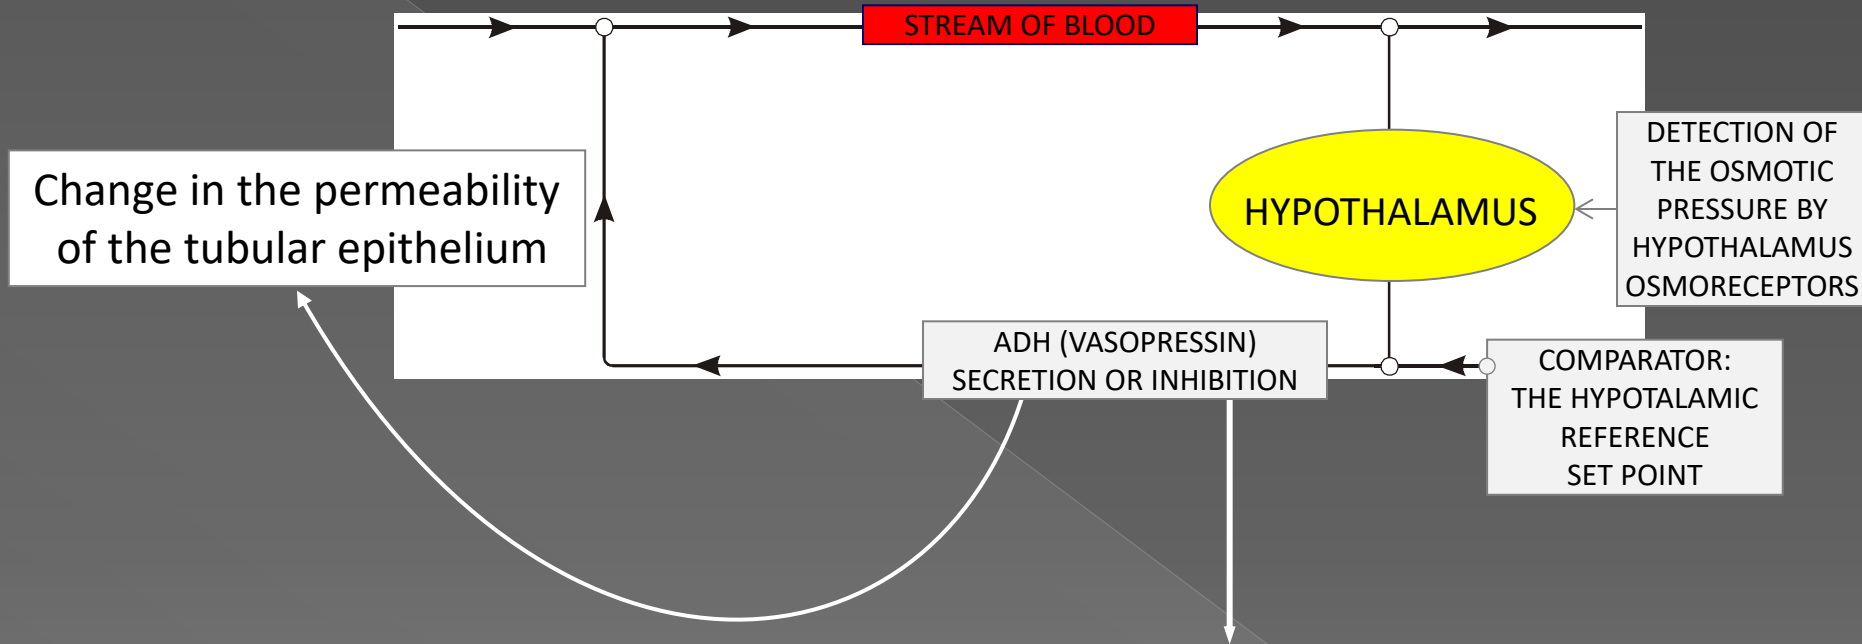 STREAM OF BLOOD
Change in the permeability
of the tubular epithelium
HYPOTHALAMUS
DETECTION OF
THE OSMOTIC
PRESSURE BY
HYPOTHALAMUS
OSMORECEPTORS
ADH (VASOPRESSIN)
SECRETION OR INHIBITION
COMPARATOR:
THE HYPOTALAMIC
REFERENCE
SET POINT